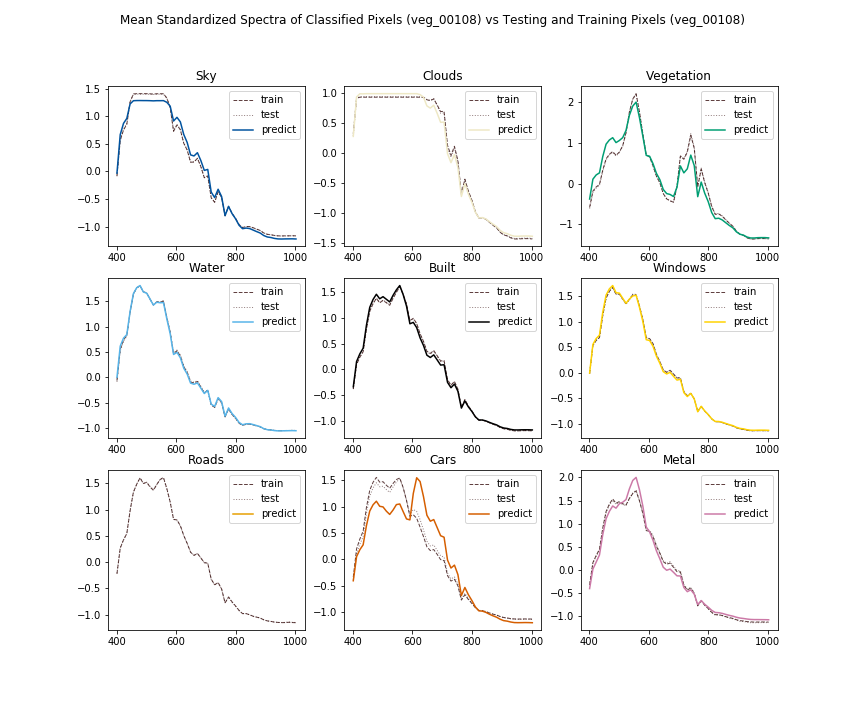 Mean Standardized Spectra of Classified Pixels (veg_00108) vs Testing and Training Pixels (veg_00108)
Sky
1.5
1.0
0.5
0.0
−0.5
−1.0
400 600 800 1000
train
test
predict
Clouds
1.0
0.5
0.0
−0.5
−1.0
−1.5
400 600 800 1000
train
test
predict
Vegetation
2
1
0
−1
400 600 800 1000
train
test
predict
Water
1.5
1.0
0.5
0.0
−0.5
−1.0
400 600 800 1000
train
test
predict
Built
1.5
1.0
0.5
0.0
−0.5
−1.0
400 600 800 1000
train
test
predict
Windows
1.5
1.0
0.5
0.0
−0.5
−1.0
400 600 800 1000
train
test
predict
Roads
1.5
1.0
0.5
0.0
−0.5
−1.0
400 600 800 1000
train
test
predict
Cars
1.5
1.0
0.5
0.0
−0.5
−1.0
400 600 800 1000
train
test
predict
Metal
2.0
1.5
1.0
0.5
0.0
−0.5
−1.0
400 600 800 1000
train
test
predict